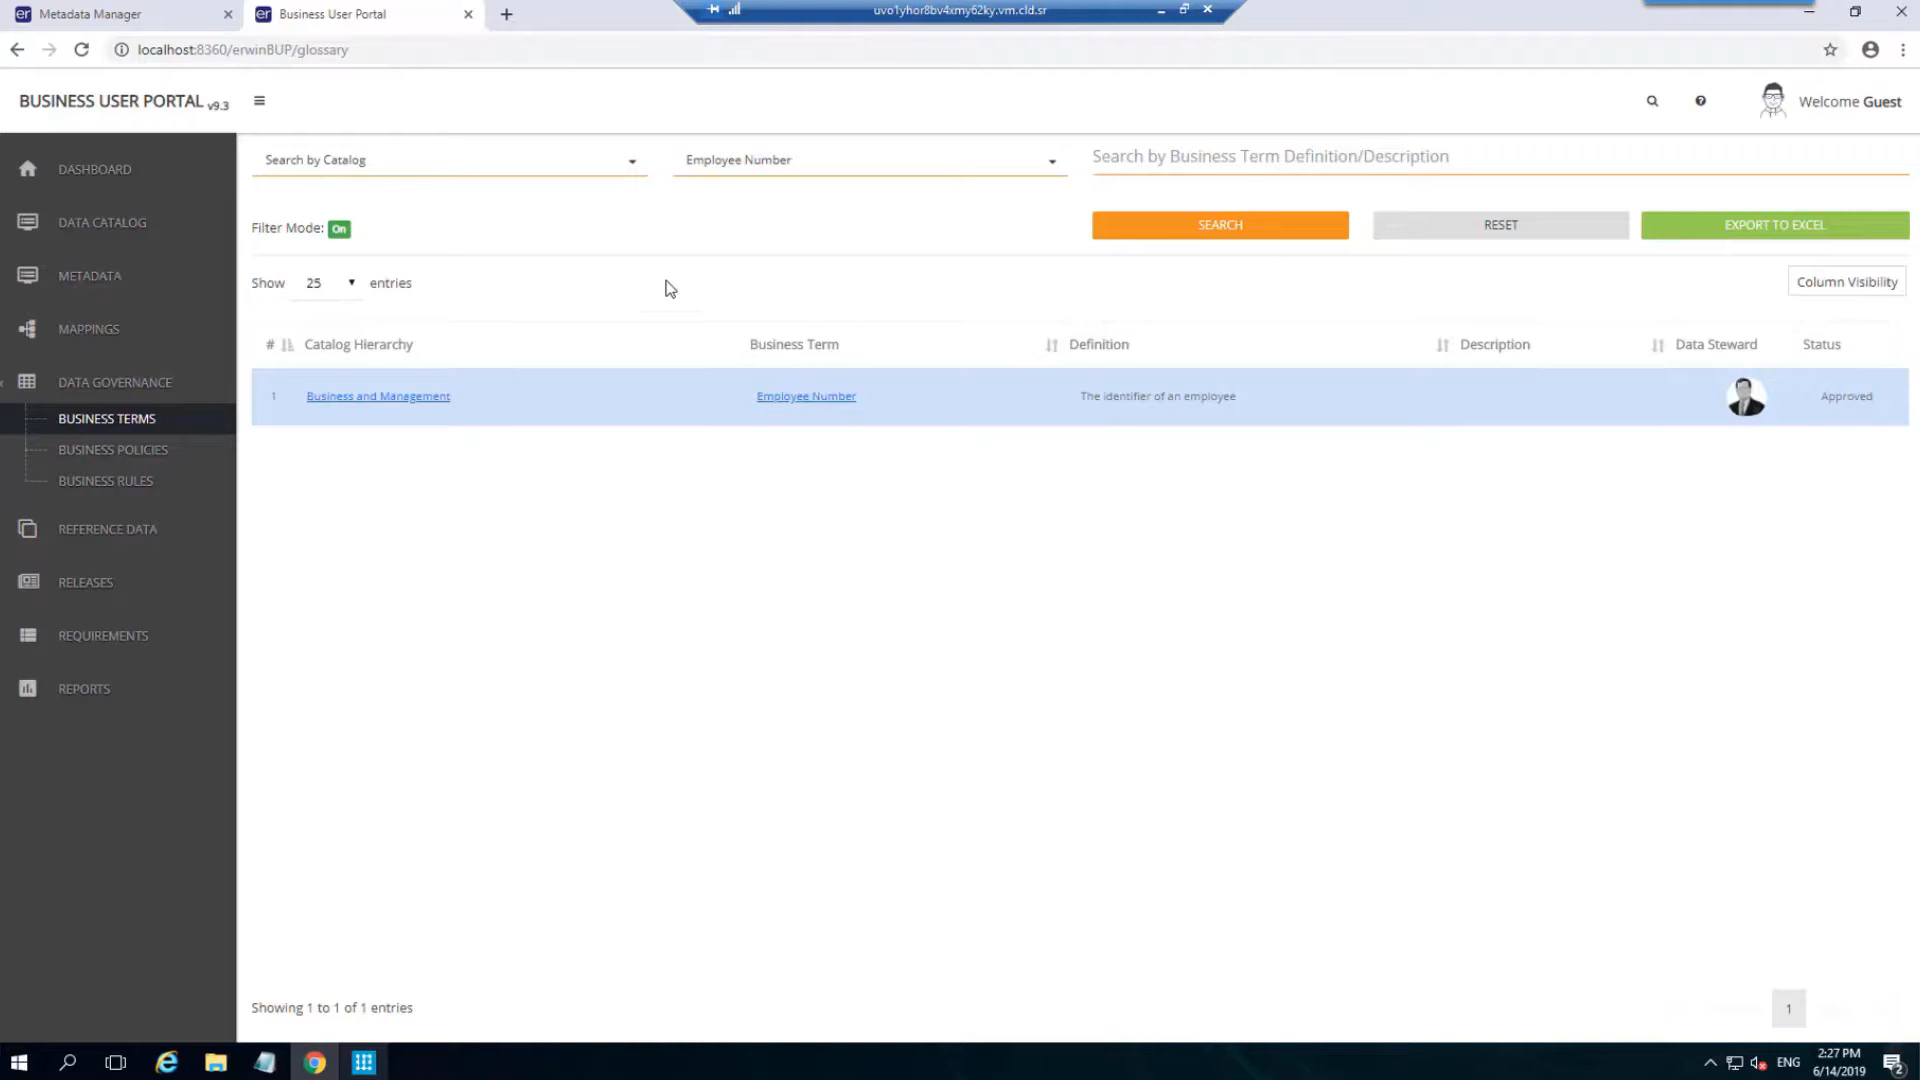 Metadata Manager
Business User Portal
uvo1yhor8bv4xmy62ky.vm.cld.sr
localhost:8360/erwinBUP/glossary
BUSINESS USER PORTAL v9.3
Welcome Guest
DASHBOARD
DATA CATALOG
METADATA
MAPPINGS
DATA GOVERNANCE
BUSINESS TERMS
BUSINESS POLICIES
BUSINESS RULES
REFERENCE DATA
RELEASES
REQUIREMENTS
REPORTS
Search by Catalog
Employee Number
Search by Business Term Definition/Description
Filter Mode: On
SEARCH
RESET
EXPORT TO EXCEL
Show 25 entries
Column Visibility
# Catalog Hierarchy Business Term Definition Description Data Steward Status
1 Business and Management Employee Number The identifier of an employee Approved
Showing 1 to 1 of 1 entries
1
ENG
2:27 PM
6/14/2019
2